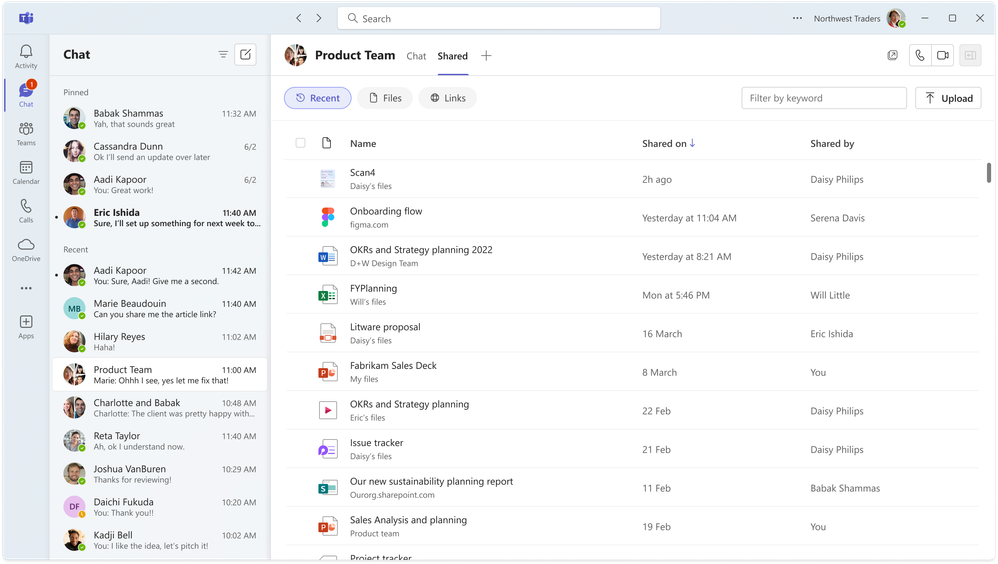 Search
Northwest Traders
Activity
1
Chat
Teams
Calendar
Calls
OneDrive
Apps
Chat
Pinned
Babak Shammas 11:32 AM
Yah, that sounds great
Cassandra Dunn 6/2
Ok I'll send an update over later
Aadi Kapoor 6/2
You: Great work!
Eric Ishida 11:40 AM
Sure, I'll set up something for next week to...
Recent
Aadi Kapoor 11:42 AM
You: Sure, Aadi! Give me a second.
MB
Marie Beaudouin 11:40 AM
Can you share me the article link?
Hilary Reyes 11:02 AM
Haha!
Product Team 11:00 AM
Marie: Ohhh I see, yes let me fix that!
Charlotte and Babak 10:48 AM
Charlotte: The client was pretty happy with...
Reta Taylor 11:40 AM
Ah, ok I understand now.
Joshua VanBuren 10:29 AM
Thanks for reviewing!
DF
Daichi Fukuda 10:20 AM
You: Thank you!!
Kadji Bell 10:02 AM
You: I like the idea, let's pitch it!
Product Team Chat Shared
Recent Files Links
Filter by keyword Upload
Name Shared on Shared by
Scan4
Daisy's files
2h ago Daisy Philips
Onboarding flow
figma.com
Yesterday at 11:04 AM Serena Davis
OKRs and Strategy planning 2022
D+W Design Team
Yesterday at 8:21 AM Daisy Philips
FYPlanning
Will's files
Mon at 5:46 PM Will Little
Litware proposal
Daisy's files
16 March Eric Ishida
Fabrikam Sales Deck
My files
8 March You
OKRs and Strategy planning
Eric's files
22 Feb Daisy Philips
Issue tracker
Daisy's files
21 Feb Daisy Philips
Our new sustainability planning report
Ourorg.sharepoint.com
11 Feb Babak Shammas
Sales Analysis and planning
Product team
19 Feb You
Project tracker